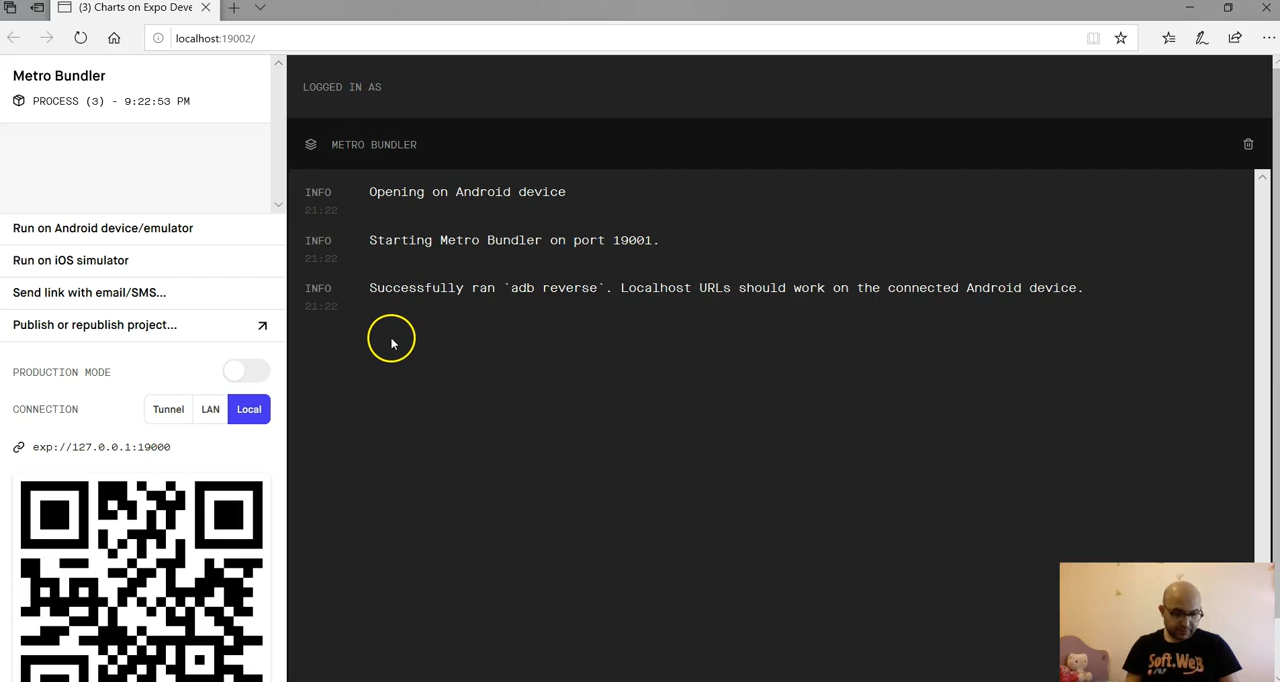 (3) Charts on Expo Deve
localhost:19002/
Metro Bundler
PROCESS (3) - 9:22:53 PM
Run on Android device/emulator
Run on iOS simulator
Send link with email/SMS...
Publish or republish project...
PRODUCTION MODE
CONNECTION
Tunnel
LAN
Local
exp://127.0.0.1:19000
LOGGED IN AS
METRO BUNDLER
INFO Opening on Android device
21:22
INFO Starting Metro Bundler on port 19001.
21:22
INFO Successfully ran `adb reverse`. Localhost URLs should work on the connected Android device.
21:22
Soft.WeB